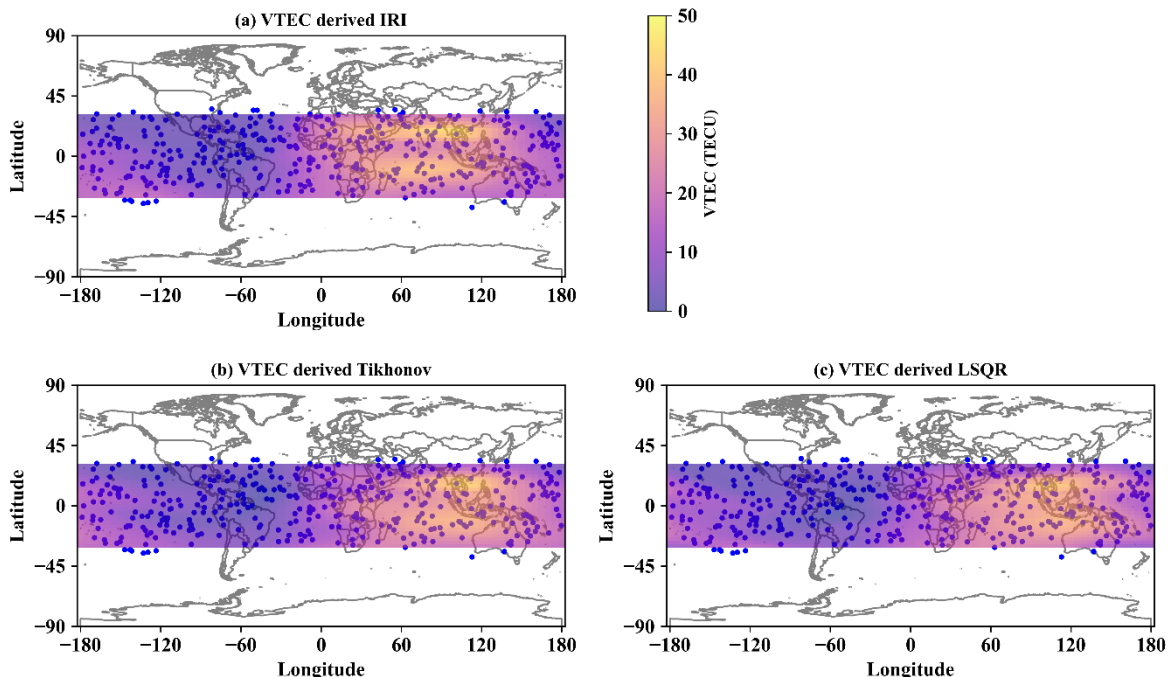 (a) VTEC derived IRI
90
45
0
−45
−90
Latitude
−180 −120 −60 0 60 120 180
Longitude
50
40
30
20
10
0
VTEC (TECU)
(b) VTEC derived Tikhonov
90
45
0
−45
−90
Latitude
−180 −120 −60 0 60 120 180
Longitude
(c) VTEC derived LSQR
90
45
0
−45
−90
Latitude
−180 −120 −60 0 60 120 180
Longitude